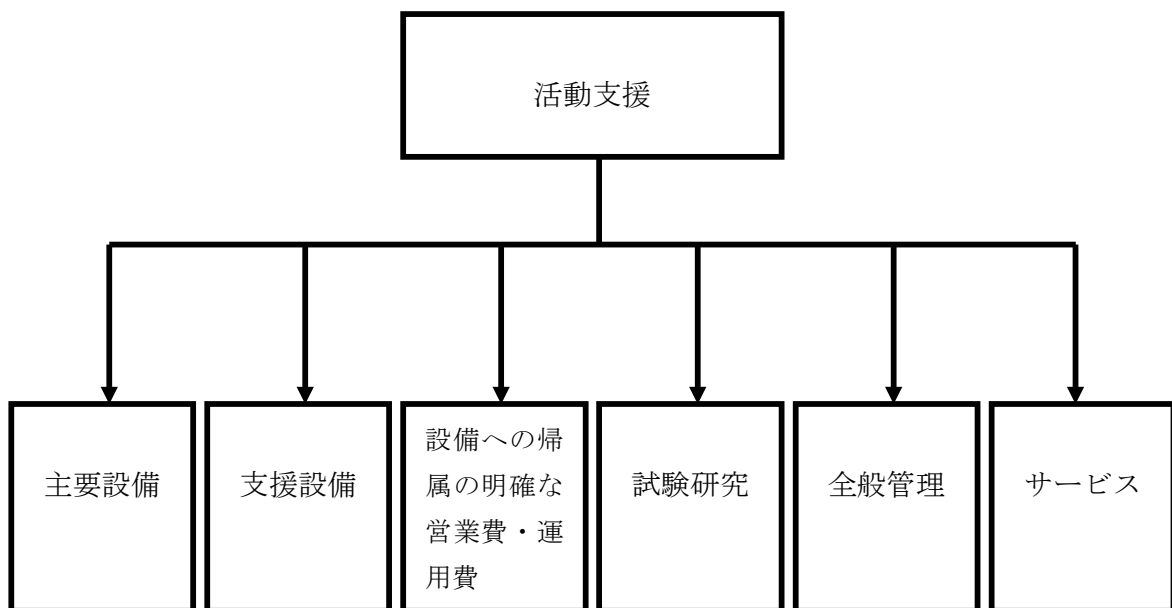 活動支援
主要設備
支援設備
設備への帰
属の明確な
営業費・運
用費
試験研究
全般管理
サービス